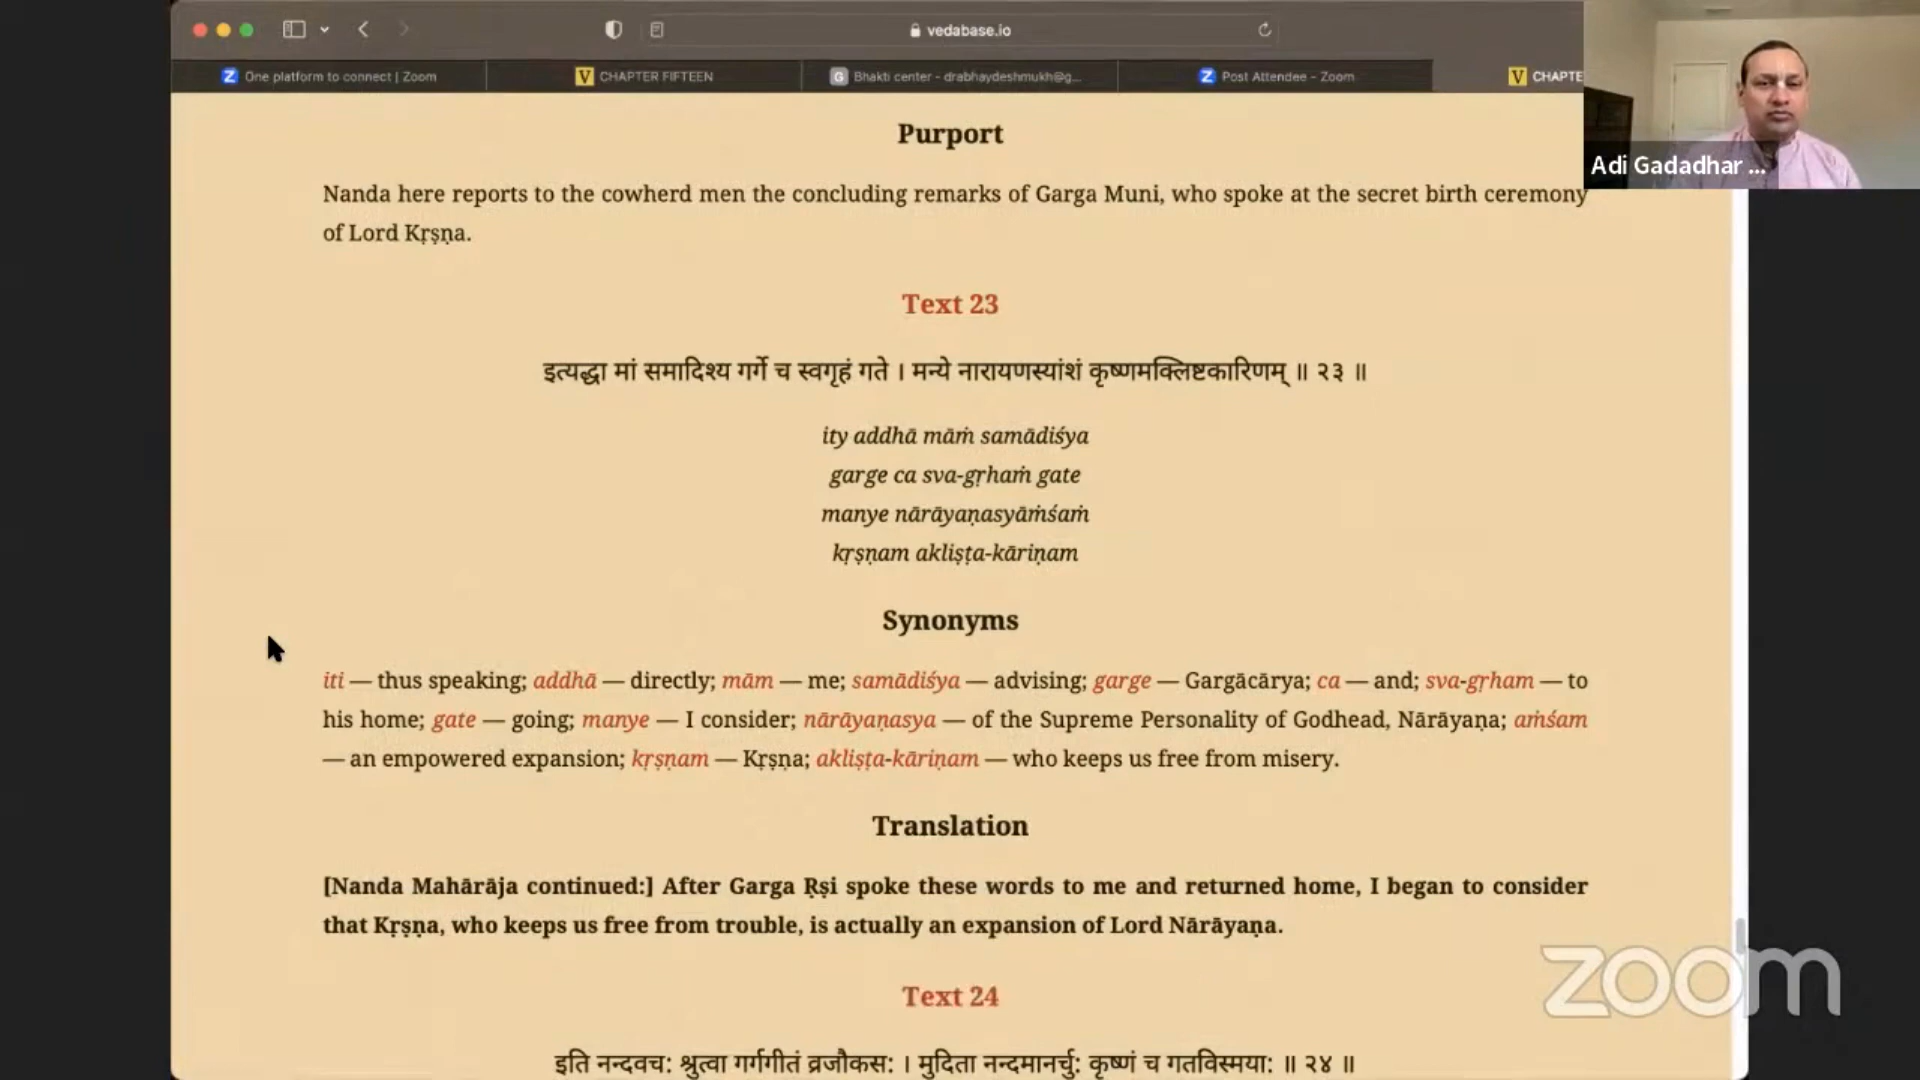 vedabase.io
One platform to connect | Zoom
CHAPTER FIFTEEN
Bhakti center - drabhaydeshmukh@g...
Post Attendee - Zoom
CHAPTE
Adi Gadadhar ...
Purport
Nanda here reports to the cowherd men the concluding remarks of Garga Muni, who spoke at the secret birth ceremony
of Lord Kṛṣṇa.
Text 23
इत्यद्धा मां समादिश्य गर्गे च स्वगृहं गते । मन्ये नारायणस्यांशं कृष्णमक्लिष्टकारिणम् ॥ २३ ॥
ity addhā māṁ samādiśya
garge ca sva-gṛhaṁ gate
manye nārāyaṇasyāṁśaṁ
kṛṣṇam akliṣṭa-kāriṇam
Synonyms
iti — thus speaking; addhā — directly; mām — me; samādiśya — advising; garge — Gargācārya; ca — and; sva-gṛham — to
his home; gate — going; manye — I consider; nārāyaṇasya — of the Supreme Personality of Godhead, Nārāyaṇa; aṁśam
— an empowered expansion; kṛṣṇam — Kṛṣṇa; akliṣṭa-kāriṇam — who keeps us free from misery.
Translation
[Nanda Mahārāja continued:] After Garga Ṛṣi spoke these words to me and returned home, I began to consider
that Kṛṣṇa, who keeps us free from trouble, is actually an expansion of Lord Nārāyaṇa.
Text 24
इति नन्दवच: श्रुत्वा गर्गगीतं व्रजौकस: । मुदिता नन्दमानर्चु: कृष्णं च गतविस्मया: ॥ २४ ॥
zoom